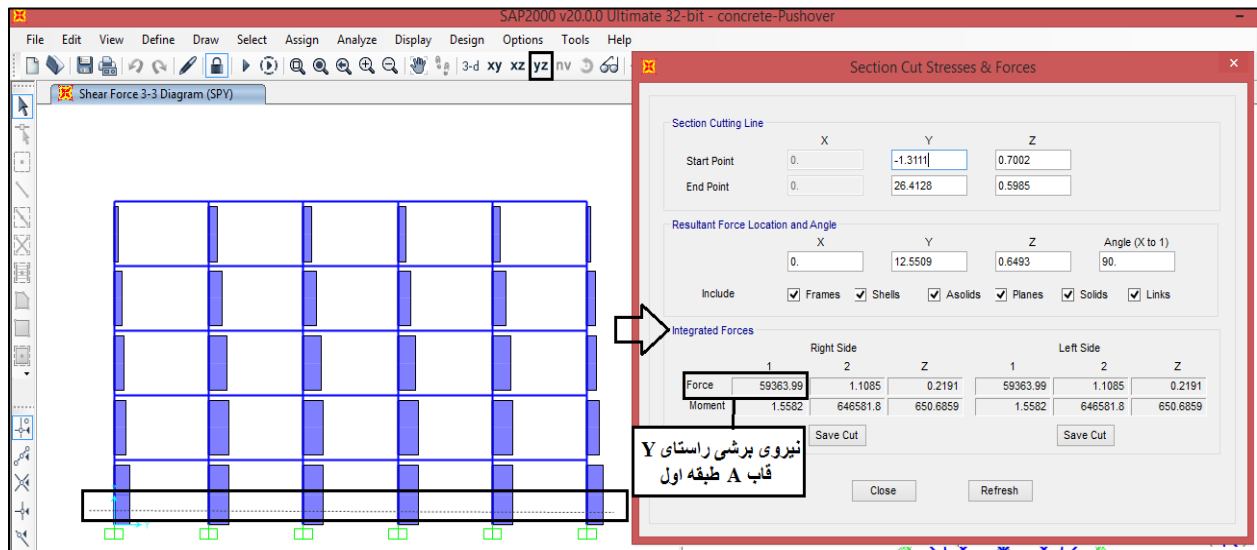 SAP2000 v20.0.0 Ultimate 32-bit - concrete-Pushover
File Edit View Define Draw Select Assign Analyze Display Design Options Tools Help
3-d xy xz yz nv
Shear Force 3-3 Diagram (SPY)
Section Cut Stresses & Forces
Section Cutting Line
X Y Z
Start Point 0. -1.3111 0.7002
End Point 0. 26.4128 0.5985
Resultant Force Location and Angle
X Y Z Angle (X to 1)
0. 12.5509 0.6493 90.
Include Frames Shells Asolids Planes Solids Links
Integrated Forces
Right Side Left Side
1 2 Z 1 2 Z
Force 59363.99 1.1085 0.2191 59363.99 1.1085 0.2191
Moment 1.5582 646581.8 650.6859 1.5582 646581.8 650.6859
Save Cut Save Cut
نیروی برشی راستای Y
قاب A طبقه اول
Close Refresh
Y